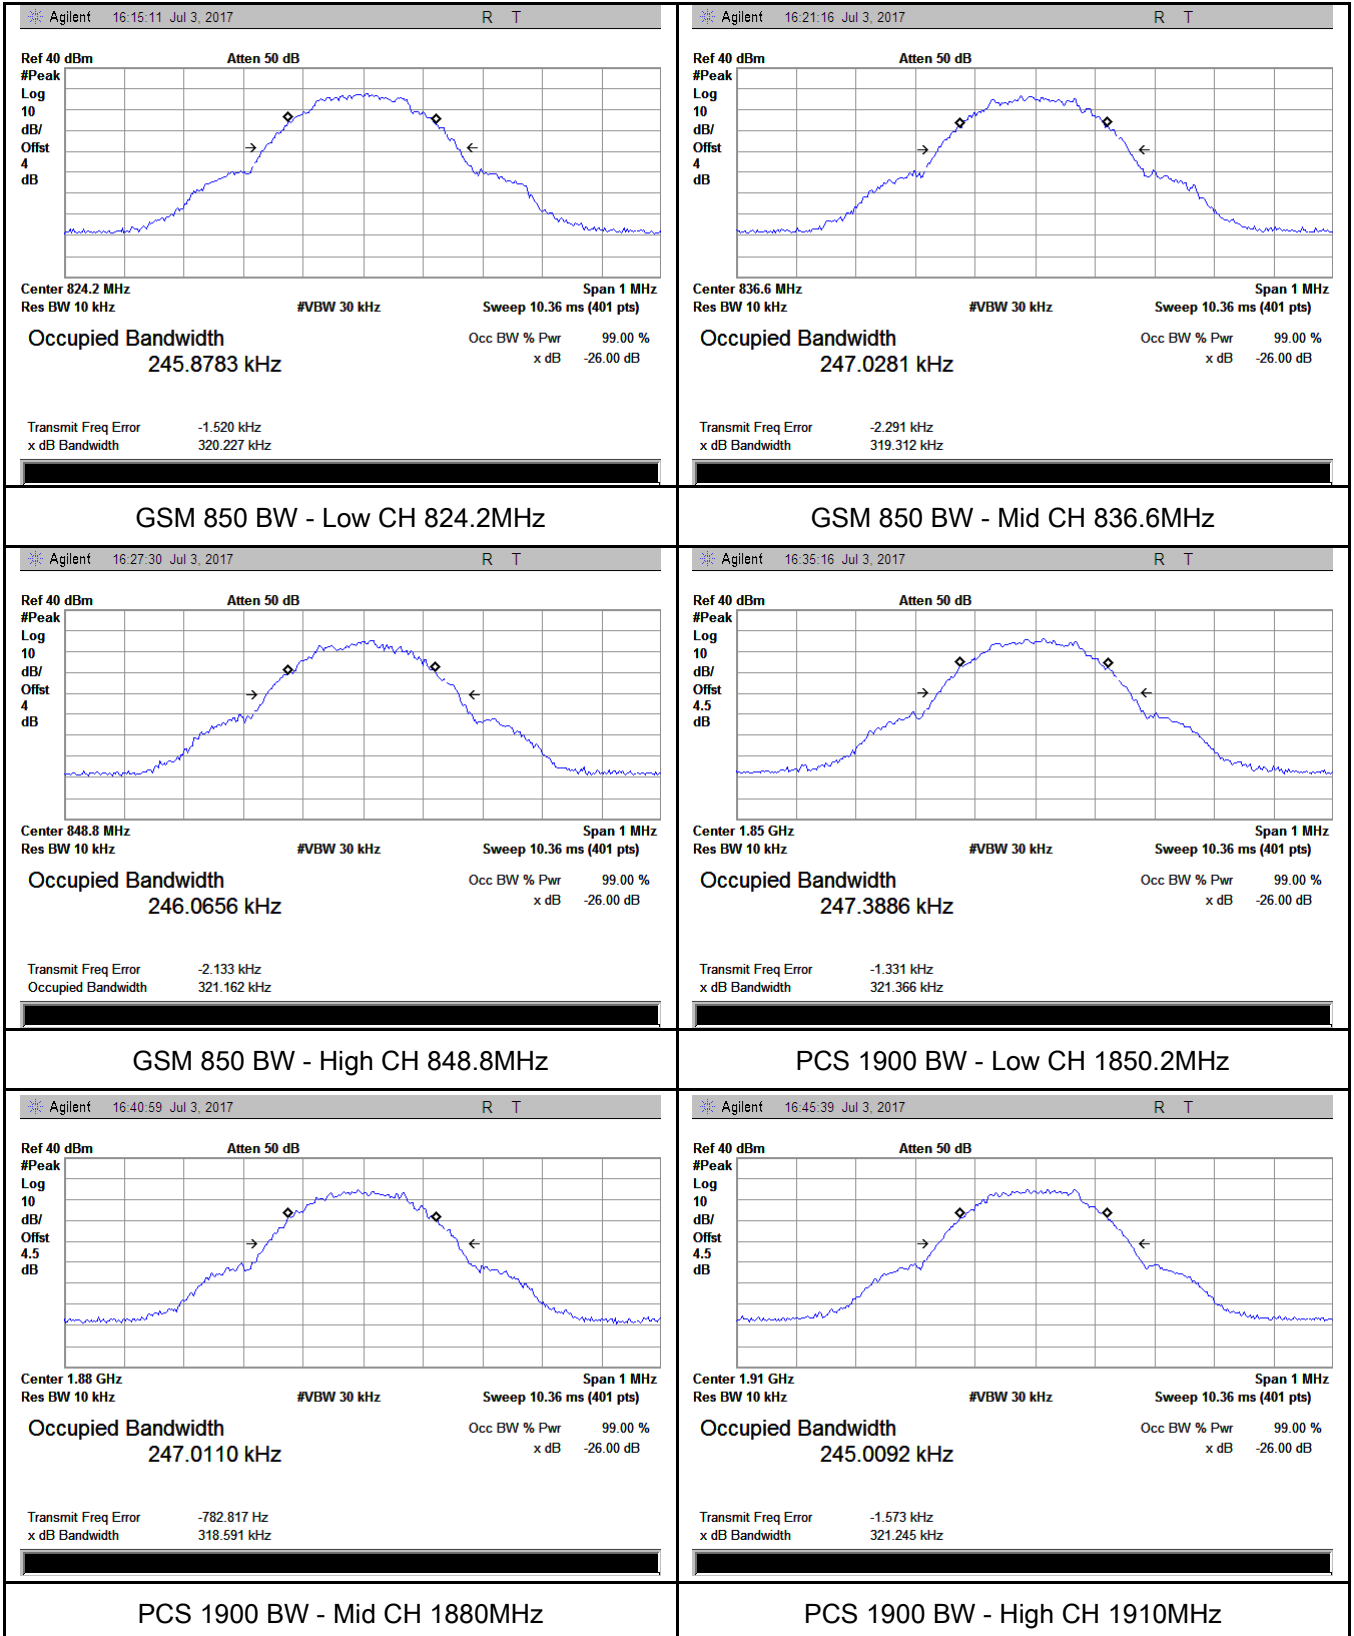 Agilent 16:15:11 Jul 3, 2017 R T
Ref 40 dBm Atten 50 dB
#Peak
Log
10
dB/
Offst
4
dB
Center 824.2 MHz Span 1 MHz
Res BW 10 kHz #VBW 30 kHz Sweep 10.36 ms (401 pts)
Occupied Bandwidth Occ BW % Pwr 99.00 %
245.8783 kHz x dB -26.00 dB
Transmit Freq Error -1.520 kHz
x dB Bandwidth 320.227 kHz
GSM 850 BW - Low CH 824.2MHz
Agilent 16:21:16 Jul 3, 2017 R T
Ref 40 dBm Atten 50 dB
#Peak
Log
10
dB/
Offst
4
dB
Center 836.6 MHz Span 1 MHz
Res BW 10 kHz #VBW 30 kHz Sweep 10.36 ms (401 pts)
Occupied Bandwidth Occ BW % Pwr 99.00 %
247.0281 kHz x dB -26.00 dB
Transmit Freq Error -2.291 kHz
x dB Bandwidth 319.312 kHz
GSM 850 BW - Mid CH 836.6MHz
Agilent 16:27:30 Jul 3, 2017 R T
Ref 40 dBm Atten 50 dB
#Peak
Log
10
dB/
Offst
4
dB
Center 848.8 MHz Span 1 MHz
Res BW 10 kHz #VBW 30 kHz Sweep 10.36 ms (401 pts)
Occupied Bandwidth Occ BW % Pwr 99.00 %
246.0656 kHz x dB -26.00 dB
Transmit Freq Error -2.133 kHz
Occupied Bandwidth 321.162 kHz
GSM 850 BW - High CH 848.8MHz
Agilent 16:35:16 Jul 3, 2017 R T
Ref 40 dBm Atten 50 dB
#Peak
Log
10
dB/
Offst
4.5
dB
Center 1.85 GHz Span 1 MHz
Res BW 10 kHz #VBW 30 kHz Sweep 10.36 ms (401 pts)
Occupied Bandwidth Occ BW % Pwr 99.00 %
247.3886 kHz x dB -26.00 dB
Transmit Freq Error -1.331 kHz
x dB Bandwidth 321.366 kHz
PCS 1900 BW - Low CH 1850.2MHz
Agilent 16:40:59 Jul 3, 2017 R T
Ref 40 dBm Atten 50 dB
#Peak
Log
10
dB/
Offst
4.5
dB
Center 1.88 GHz Span 1 MHz
Res BW 10 kHz #VBW 30 kHz Sweep 10.36 ms (401 pts)
Occupied Bandwidth Occ BW % Pwr 99.00 %
247.0110 kHz x dB -26.00 dB
Transmit Freq Error -782.817 Hz
x dB Bandwidth 318.591 kHz
PCS 1900 BW - Mid CH 1880MHz
Agilent 16:45:39 Jul 3, 2017 R T
Ref 40 dBm Atten 50 dB
#Peak
Log
10
dB/
Offst
4.5
dB
Center 1.91 GHz Span 1 MHz
Res BW 10 kHz #VBW 30 kHz Sweep 10.36 ms (401 pts)
Occupied Bandwidth Occ BW % Pwr 99.00 %
245.0092 kHz x dB -26.00 dB
Transmit Freq Error -1.573 kHz
x dB Bandwidth 321.245 kHz
PCS 1900 BW - High CH 1910MHz